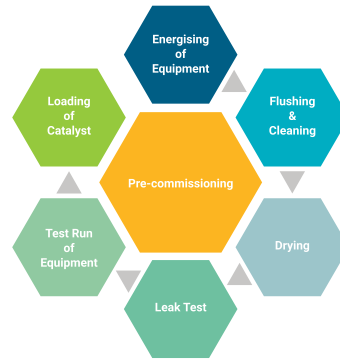 Energising
of
Equipment
Flushing
&
Cleaning
Drying
Leak Test
Test Run
of
Equipment
Loading
of
Catalyst
Pre-commissioning